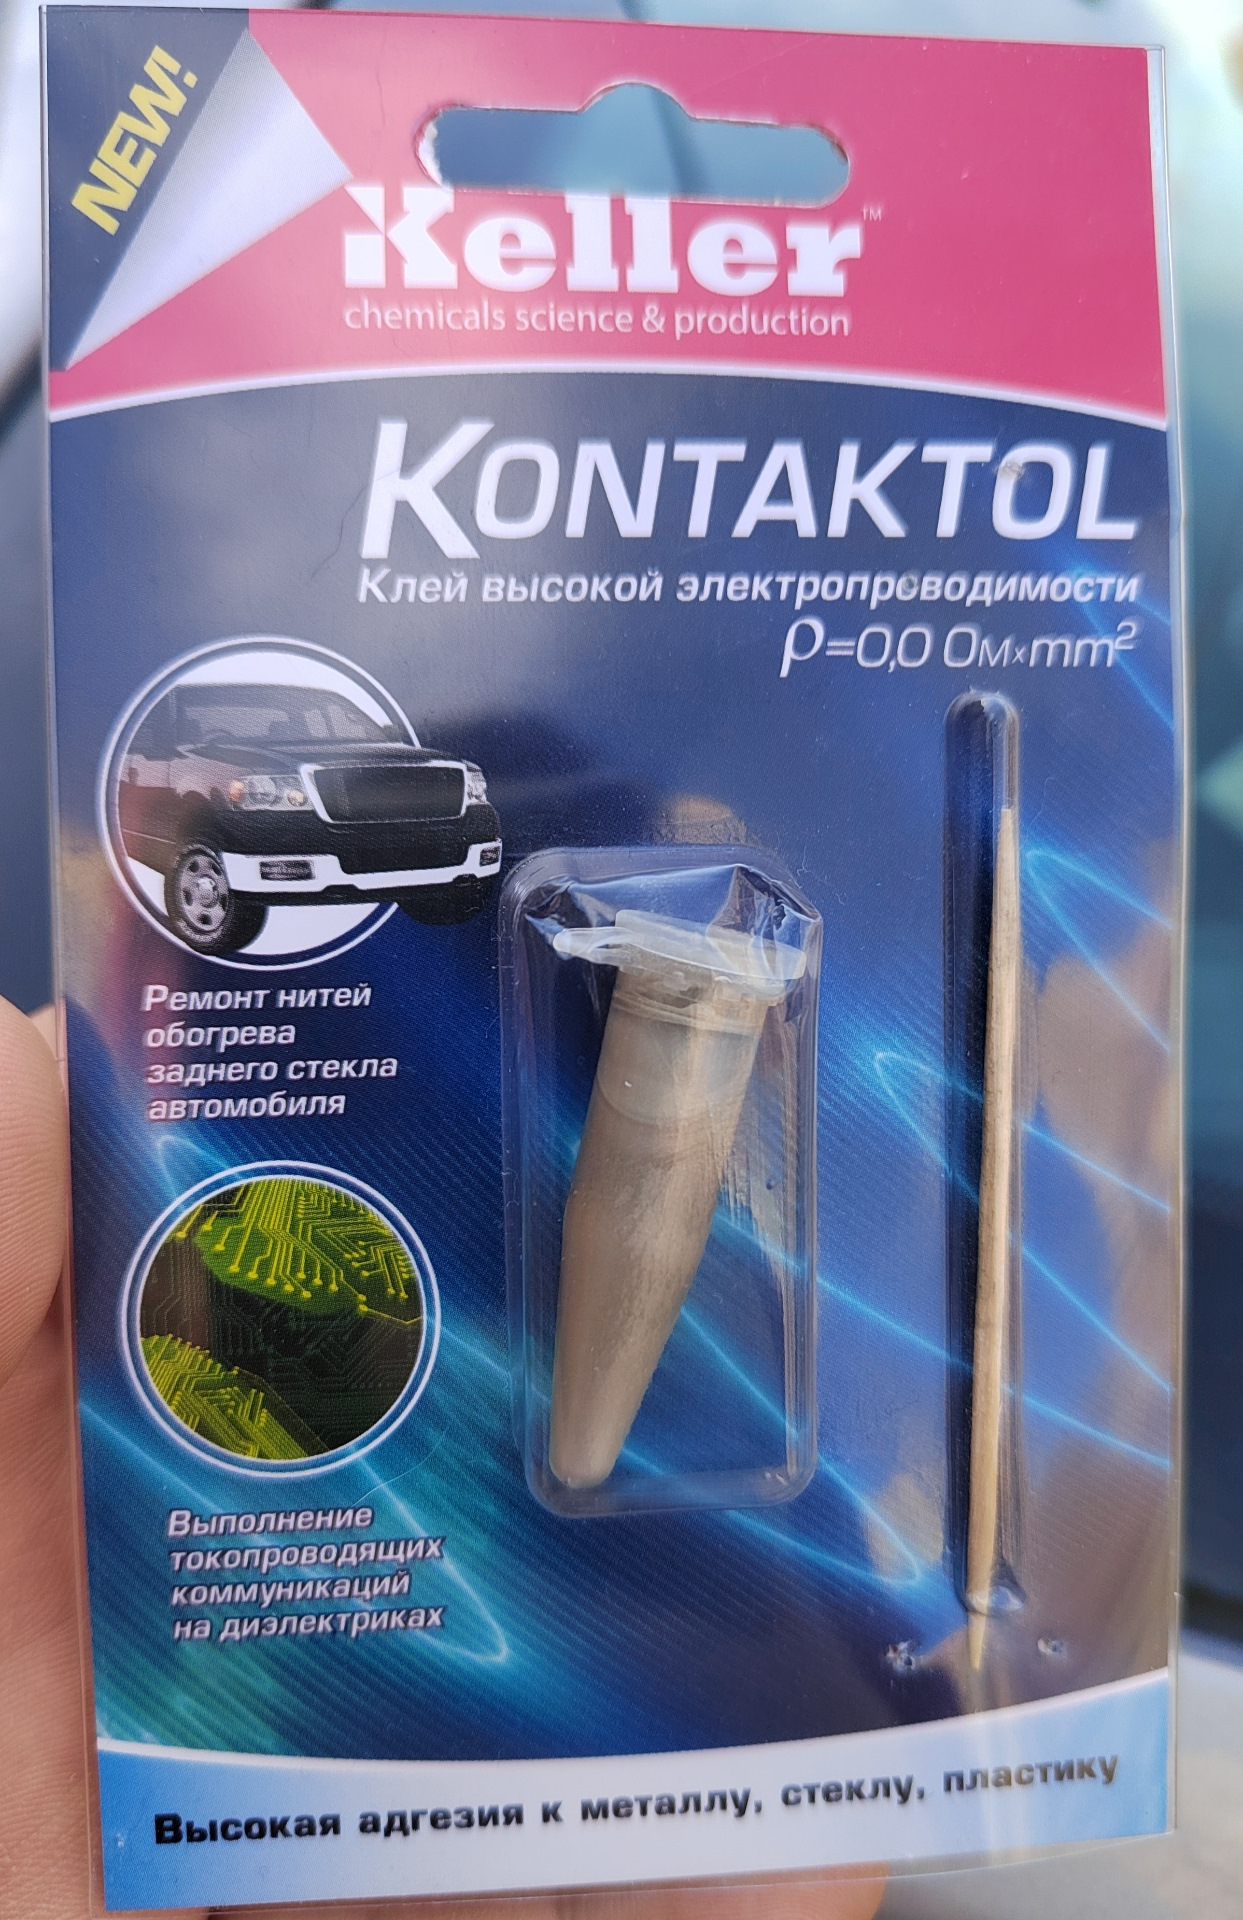 NEW!
Keller™
chemicals science & production
KONTAKTOL
Клей высокой электропроводимости
ρ=0,0 Ом×mm²
Ремонт нитей
обогрева
заднего стекла
автомобиля
Выполнение
токопроводящих
коммуникаций
на диэлектриках
Высокая адгезия к металлу, стеклу, пластику